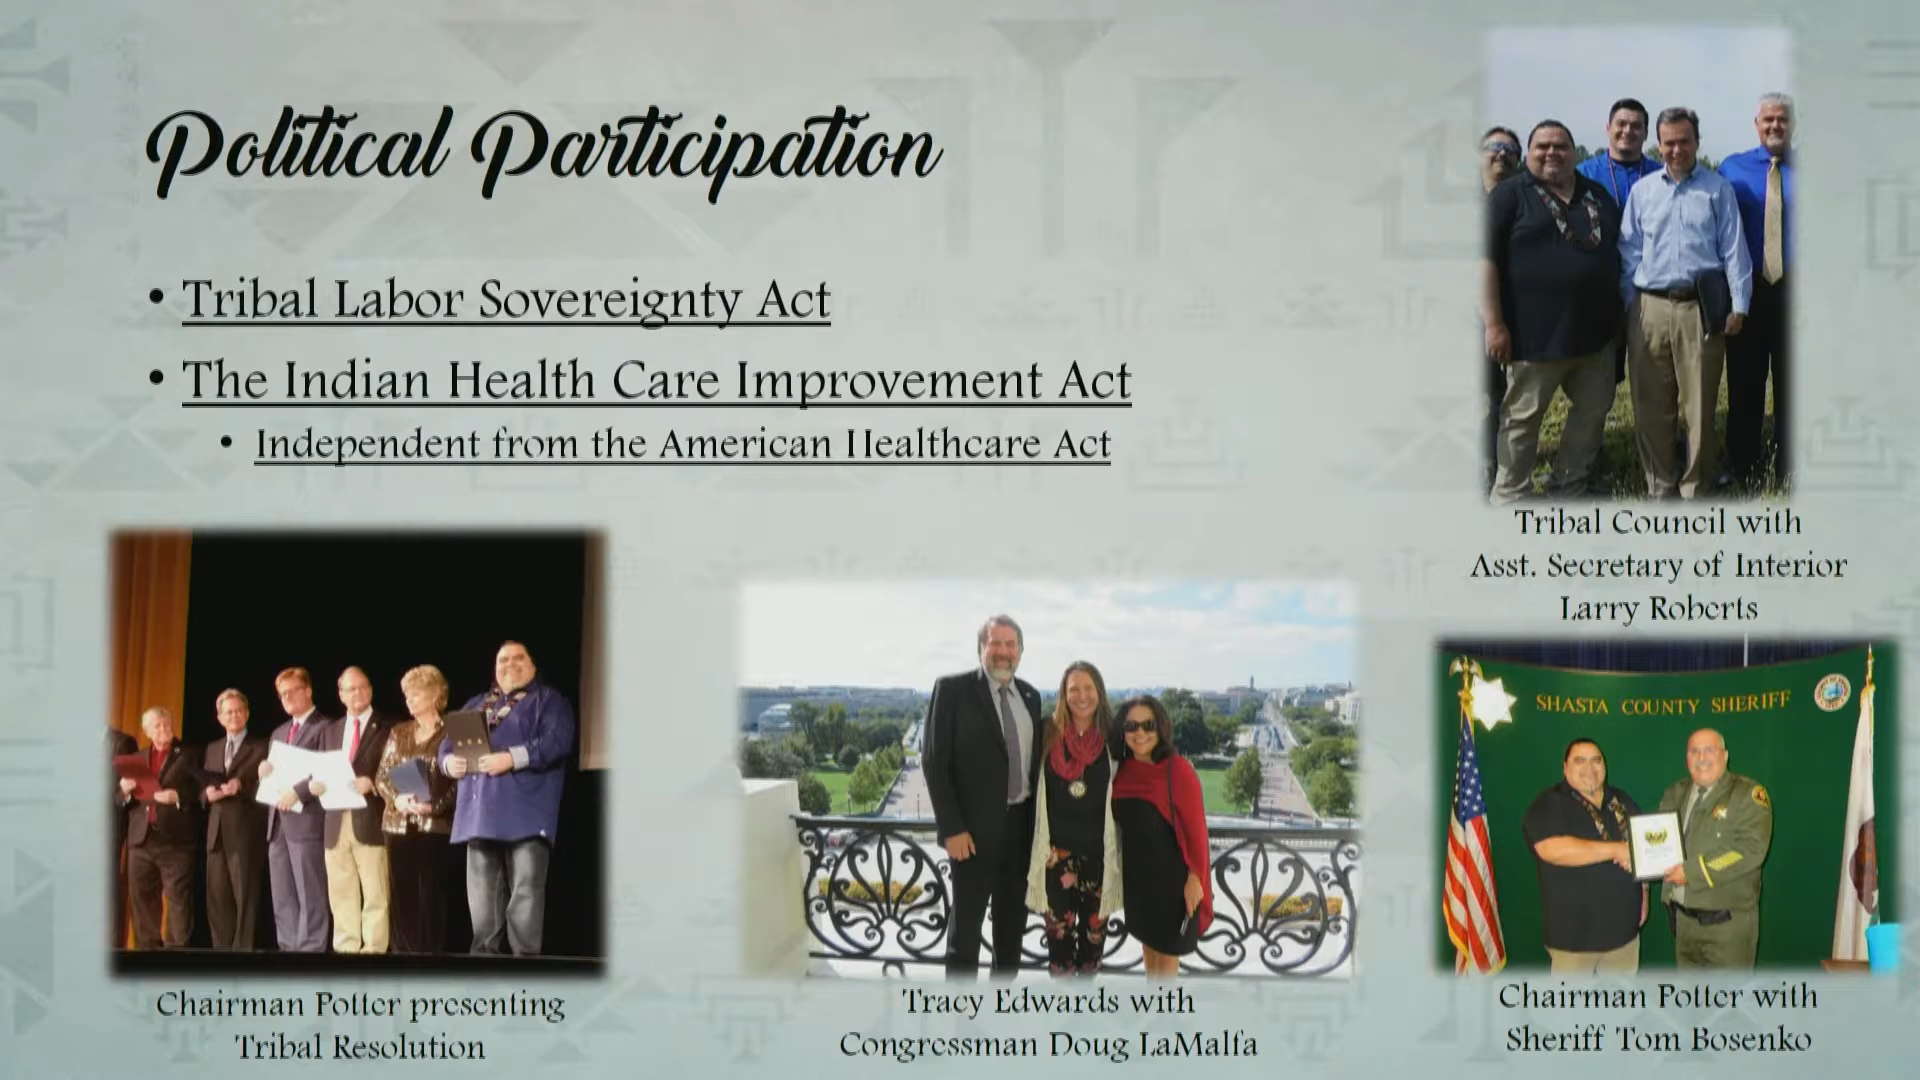 Political Participation
• Tribal Labor Sovereignty Act
• The Indian Health Care Improvement Act
• Independent from the American Healthcare Act
Tribal Council with
Asst. Secretary of Interior
Larry Roberts
SHASTA COUNTY SHERIFF
Chairman Potter presenting
Tribal Resolution
Tracy Edwards with
Congressman Doug LaMalfa
Chairman Potter with
Sheriff Tom Bosenko